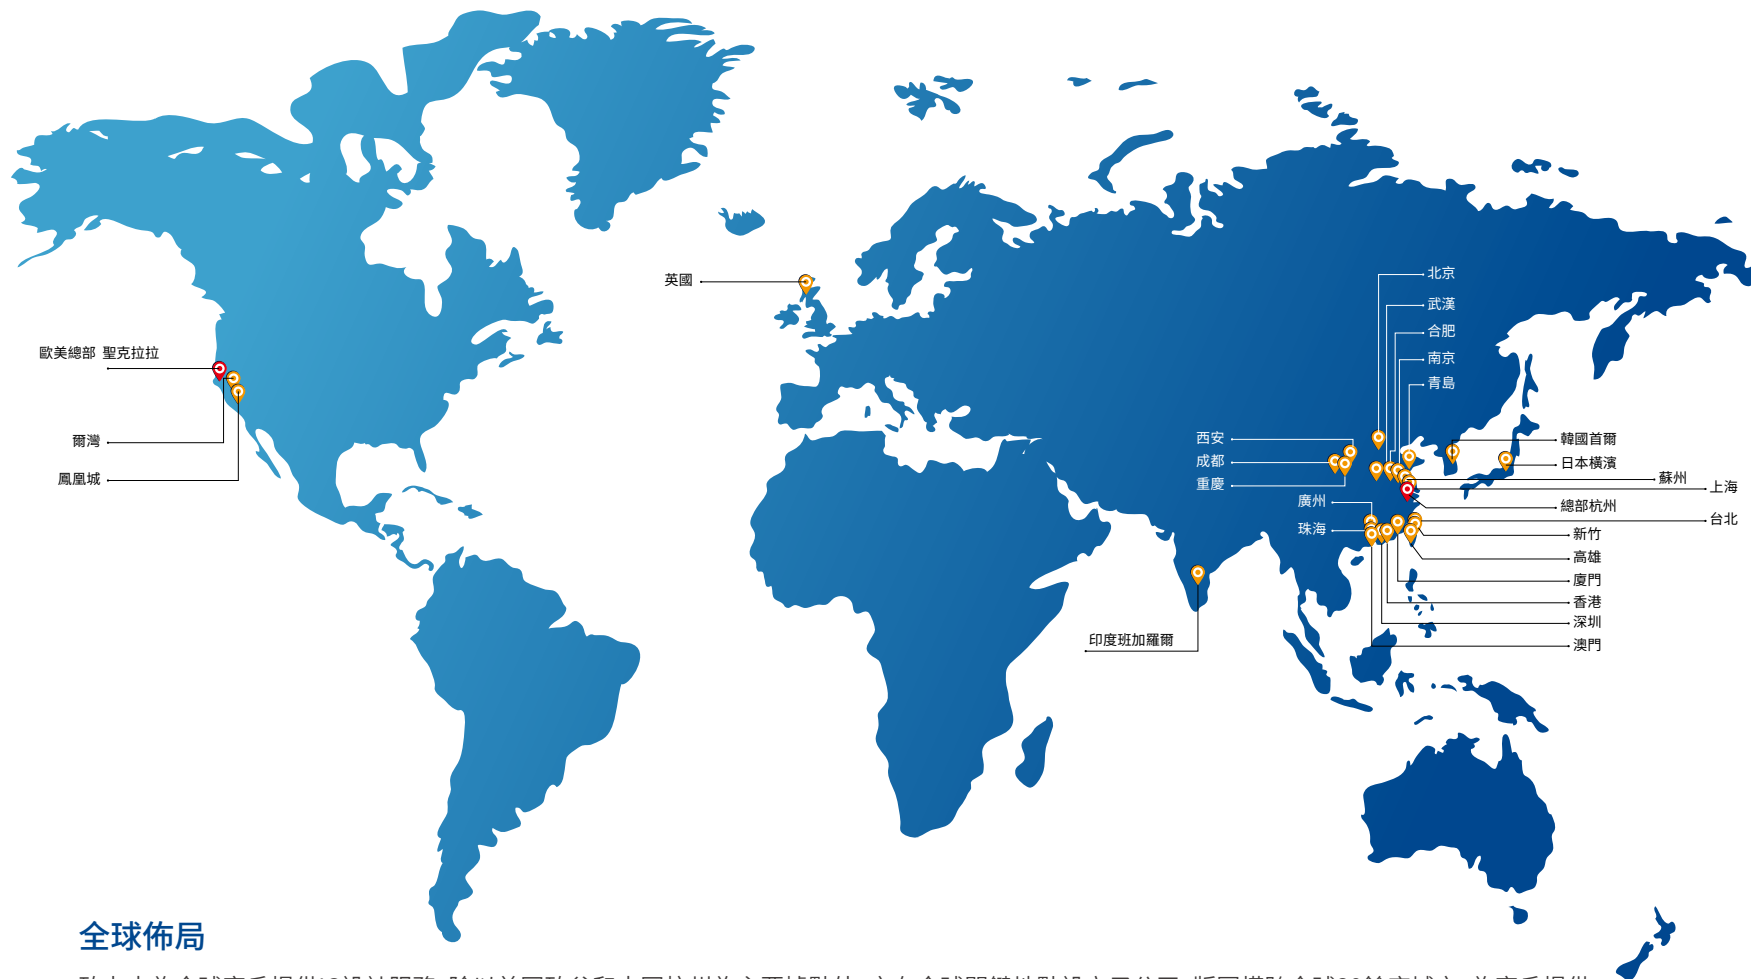 北京
英國
武漢
合肥
歐美總部 聖克拉拉
南京
青島
西安
韓國首爾
爾灣
成都
日本橫濱
鳳凰城
重慶
蘇州
上海
廣州
總部杭州
台北
珠海
新竹
高雄
廈門
香港
深圳
印度班加羅爾
澳門
全球佈局